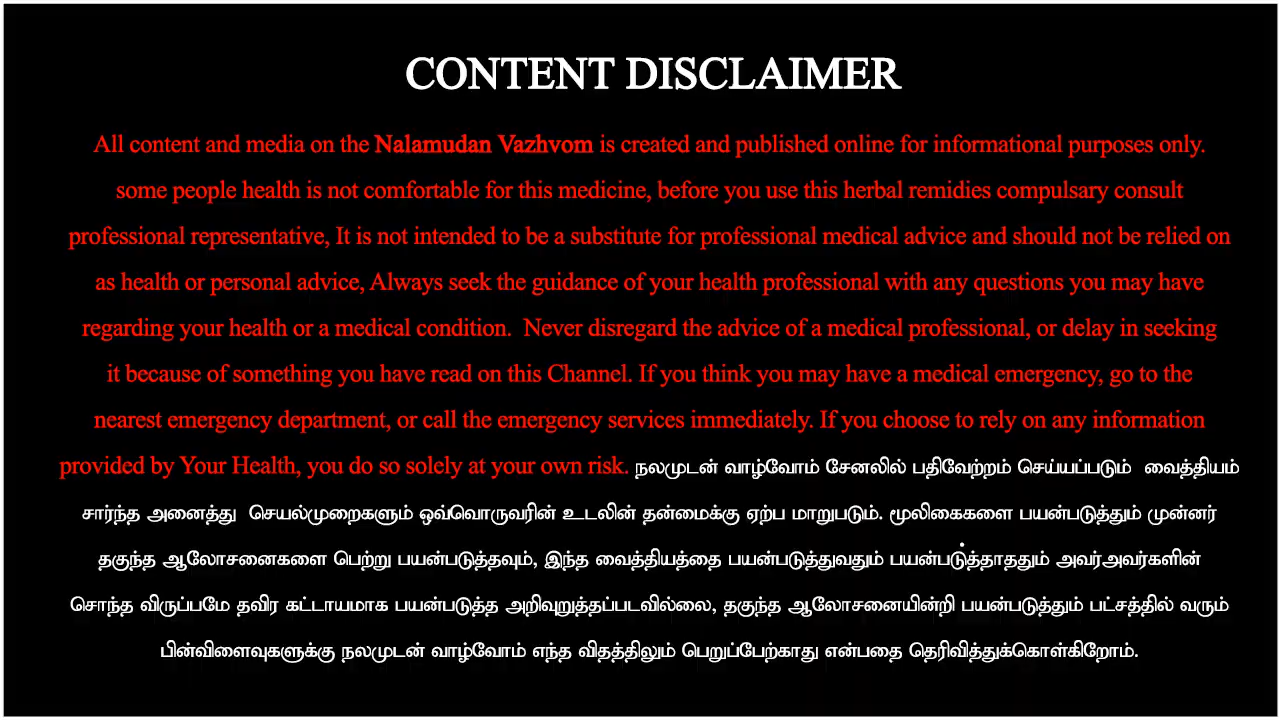 CONTENT DISCLAIMER
All content and media on the Nalamudan Vazhvom is created and published online for informational purposes only.
some people health is not comfortable for this medicine, before you use this herbal remidies compulsary consult
professional representative, It is not intended to be a substitute for professional medical advice and should not be relied on
as health or personal advice, Always seek the guidance of your health professional with any questions you may have
regarding your health or a medical condition.  Never disregard the advice of a medical professional, or delay in seeking
it because of something you have read on this Channel. If you think you may have a medical emergency, go to the
nearest emergency department, or call the emergency services immediately. If you choose to rely on any information
provided by Your Health, you do so solely at your own risk. நலமுடன் வாழ்வோம் சேனலில் பதிவேற்றம் செய்யப்படும்  வைத்தியம்
சார்ந்த அனைத்து  செயல்முறைகளும் ஒவ்வொருவரின் உடலின் தன்மைக்கு ஏற்ப மாறுபடும். மூலிகைகளை பயன்படுத்தும் முன்னர்
தகுந்த ஆலோசனைகளை பெற்று பயன்படுத்தவும், இந்த வைத்தியத்தை பயன்படுத்துவதும் பயன்படு்த்தாததும் அவர்அவர்களின்
சொந்த விருப்பமே தவிர கட்டாயமாக பயன்படுத்த அறிவுறுத்தப்படவில்லை, தகுந்த ஆலோசனையின்றி பயன்படுத்தும் பட்சத்தில் வரும்
பின்விளைவுகளுக்கு நலமுடன் வாழ்வோம் எந்த விதத்திலும் பெறுப்பேற்காது என்பதை தெரிவித்துக்கொள்கிறோம்.